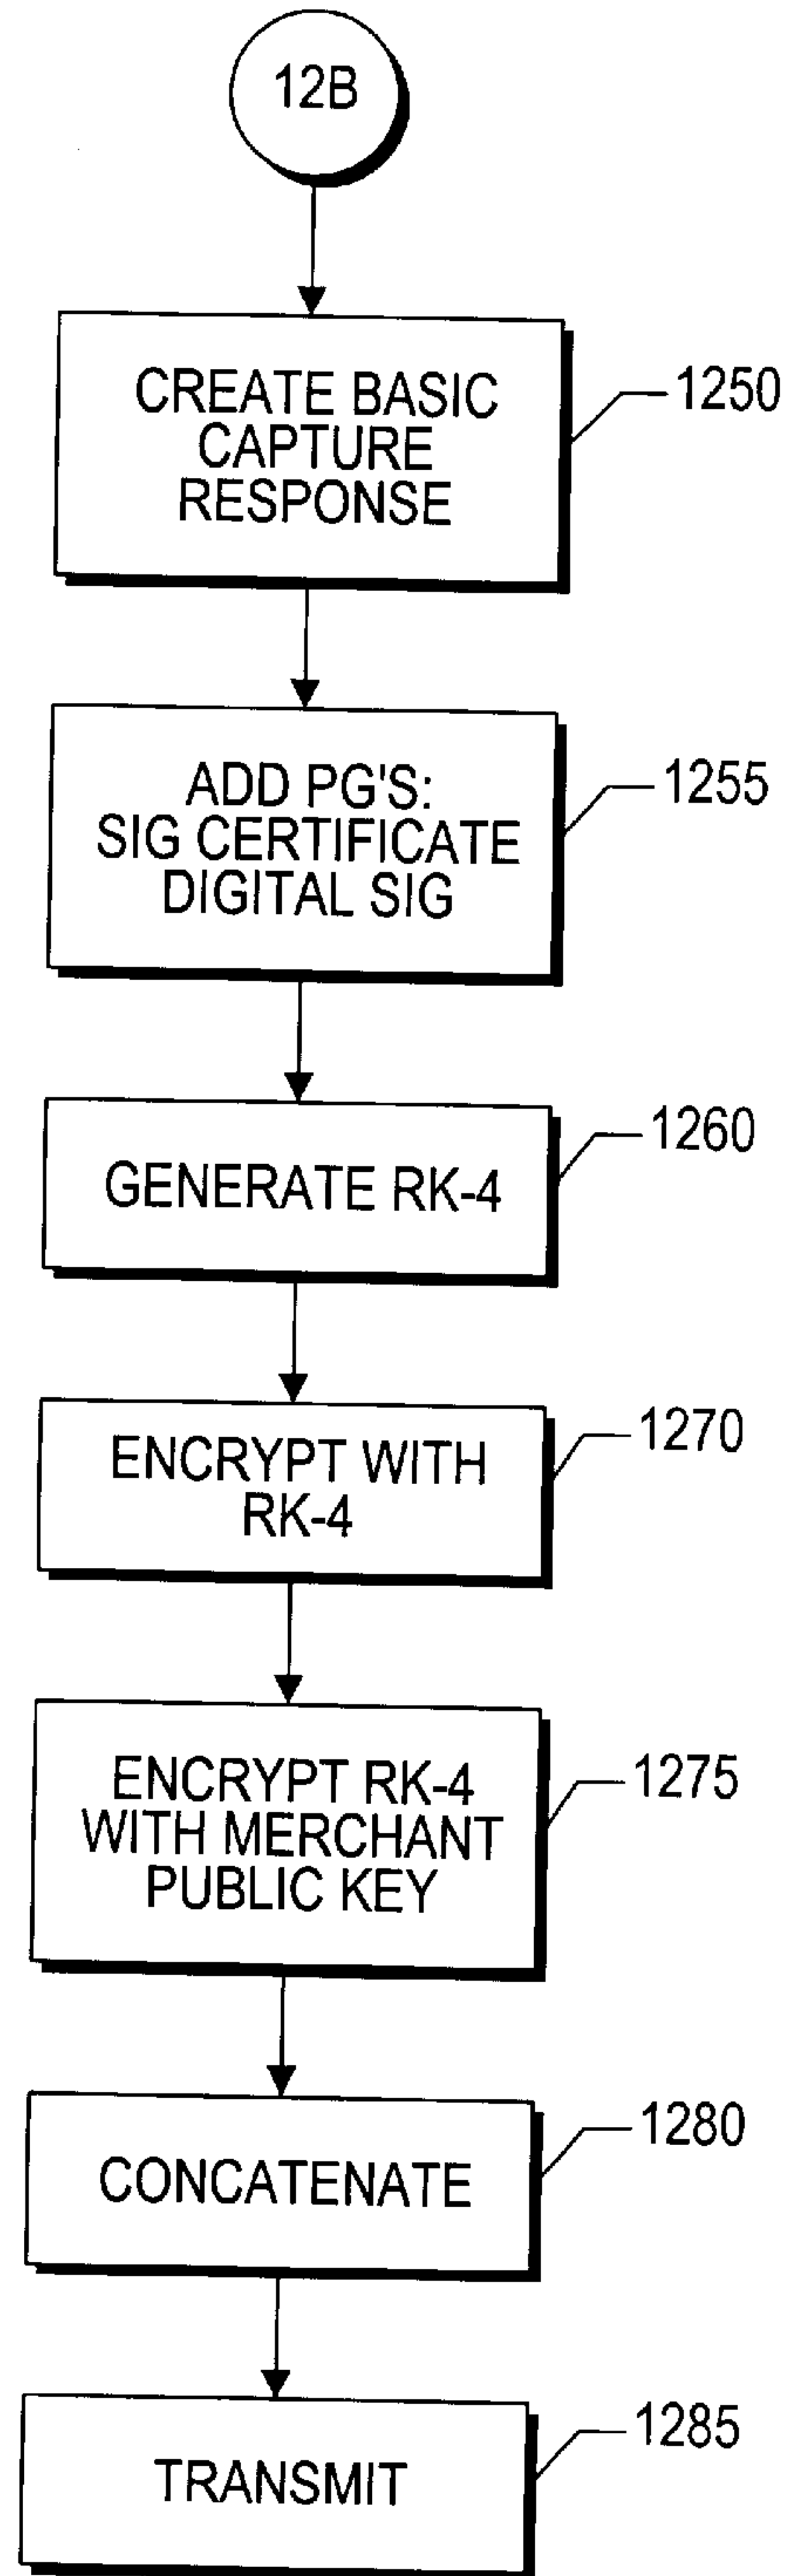 12B
CREATE BASIC
CAPTURE
RESPONSE
1250
ADD PG'S:
SIG CERTIFICATE
DIGITAL SIG
1255
GENERATE RK-4
1260
ENCRYPT WITH
RK-4
1270
ENCRYPT RK-4
WITH MERCHANT
PUBLIC KEY
1275
CONCATENATE
1280
TRANSMIT
1285